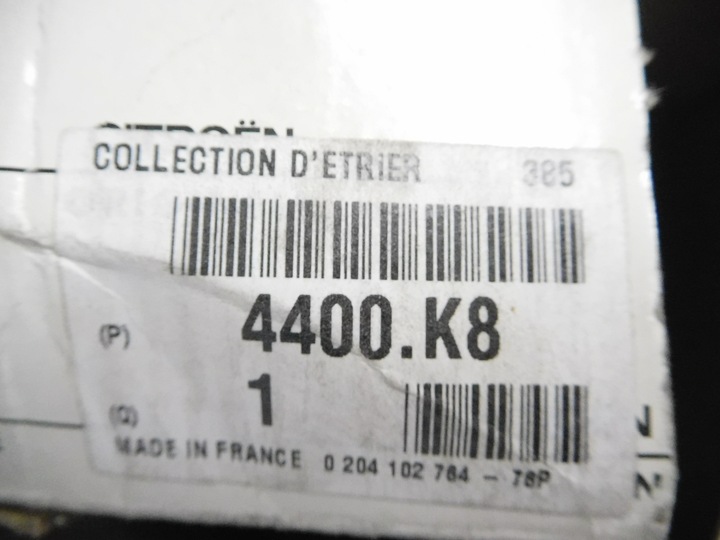 CITROËN
COLLECTION D'ETRIER 385
(P) 4400.K8
(Q) 1
MADE IN FRANCE 0 204 102 764 - 78P
N